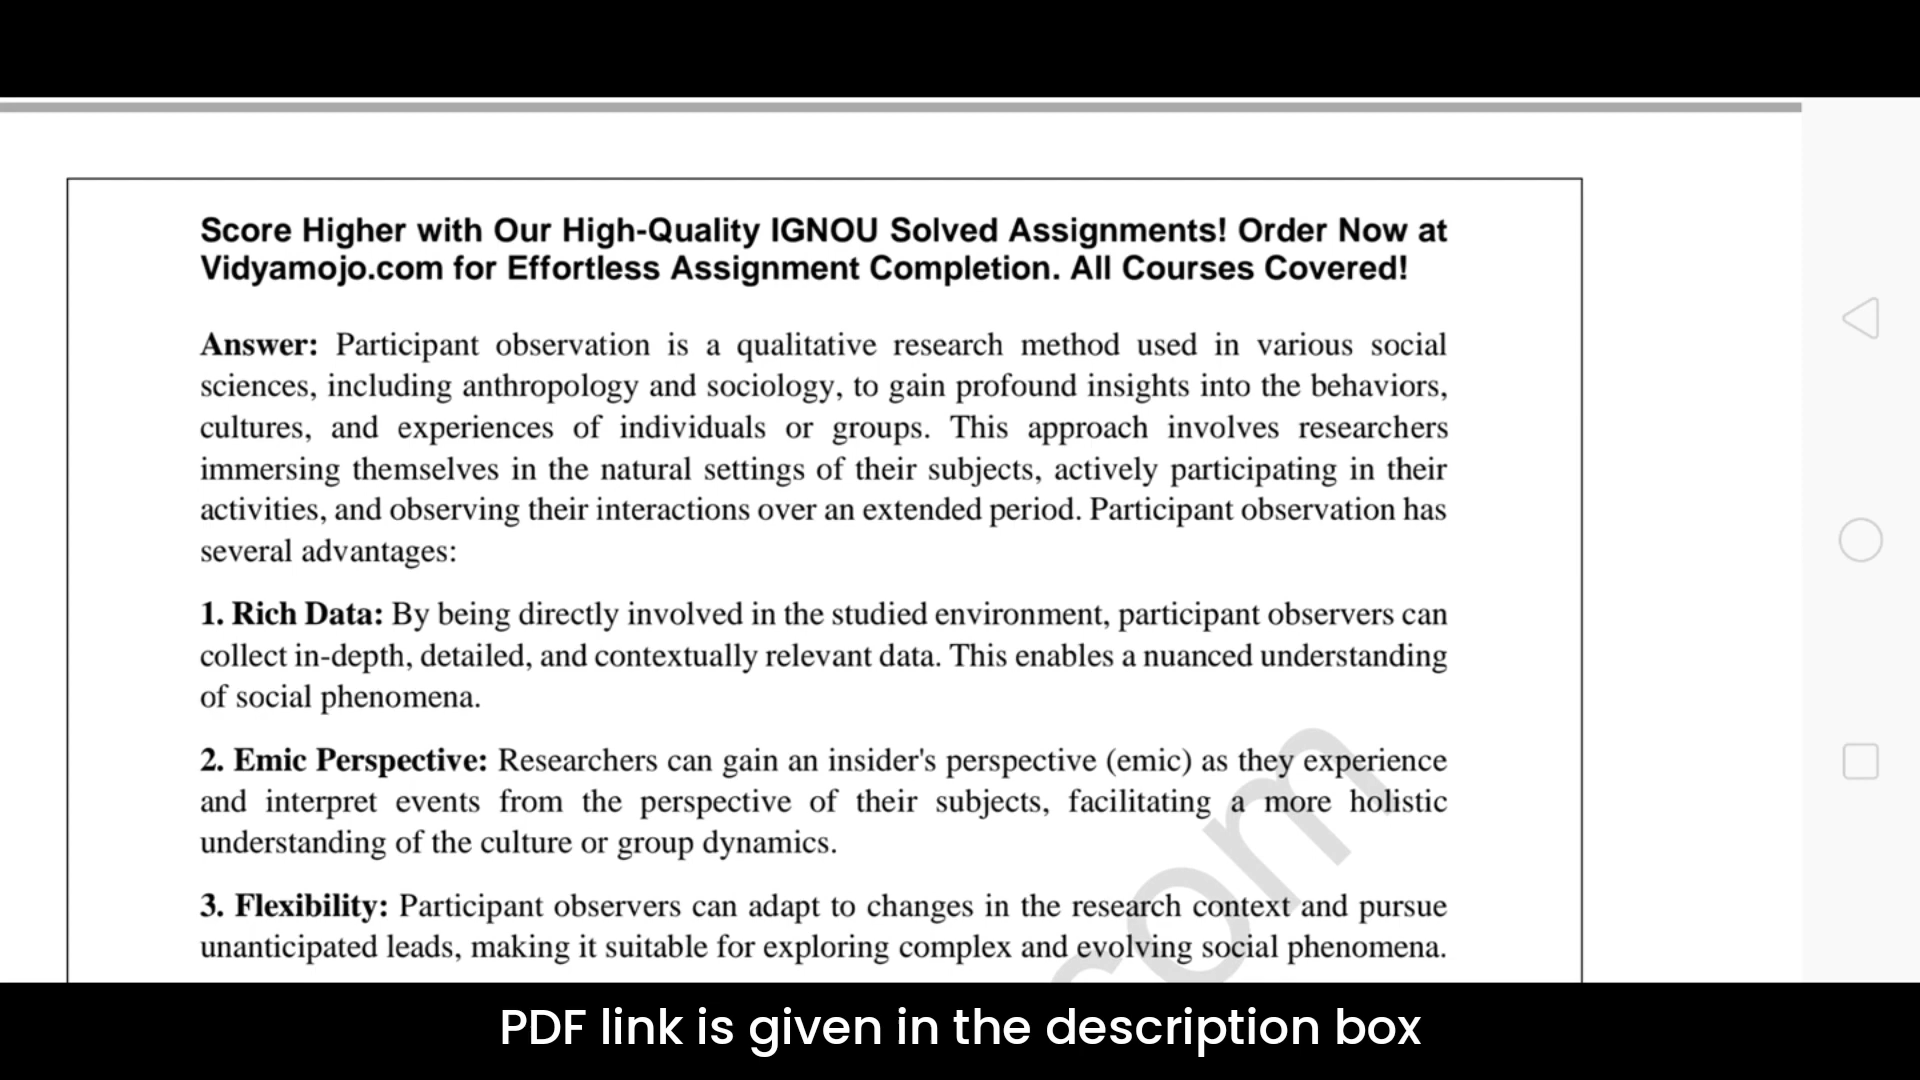 Score Higher with Our High-Quality IGNOU Solved Assignments! Order Now at
Vidyamojo.com for Effortless Assignment Completion. All Courses Covered!
Answer: Participant observation is a qualitative research method used in various social
sciences, including anthropology and sociology, to gain profound insights into the behaviors,
cultures, and experiences of individuals or groups. This approach involves researchers
immersing themselves in the natural settings of their subjects, actively participating in their
activities, and observing their interactions over an extended period. Participant observation has
several advantages:
1. Rich Data: By being directly involved in the studied environment, participant observers can
collect in-depth, detailed, and contextually relevant data. This enables a nuanced understanding
of social phenomena.
2. Emic Perspective: Researchers can gain an insider's perspective (emic) as they experience
and interpret events from the perspective of their subjects, facilitating a more holistic
understanding of the culture or group dynamics.
3. Flexibility: Participant observers can adapt to changes in the research context and pursue
unanticipated leads, making it suitable for exploring complex and evolving social phenomena.
com
PDF link is given in the description box